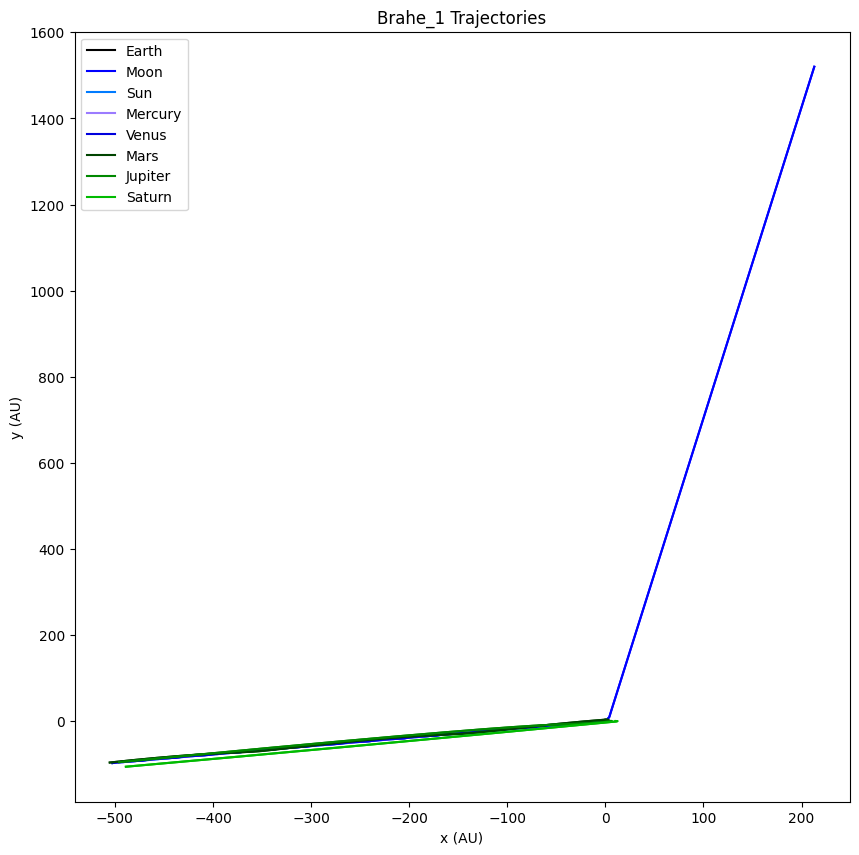 Brahe_1 Trajectories
Earth
Moon
Sun
Mercury
Venus
Mars
Jupiter
Saturn
1600
1400
1200
1000
800
600
400
200
0
y (AU)
−500 −400 −300 −200 −100 0 100 200
x (AU)